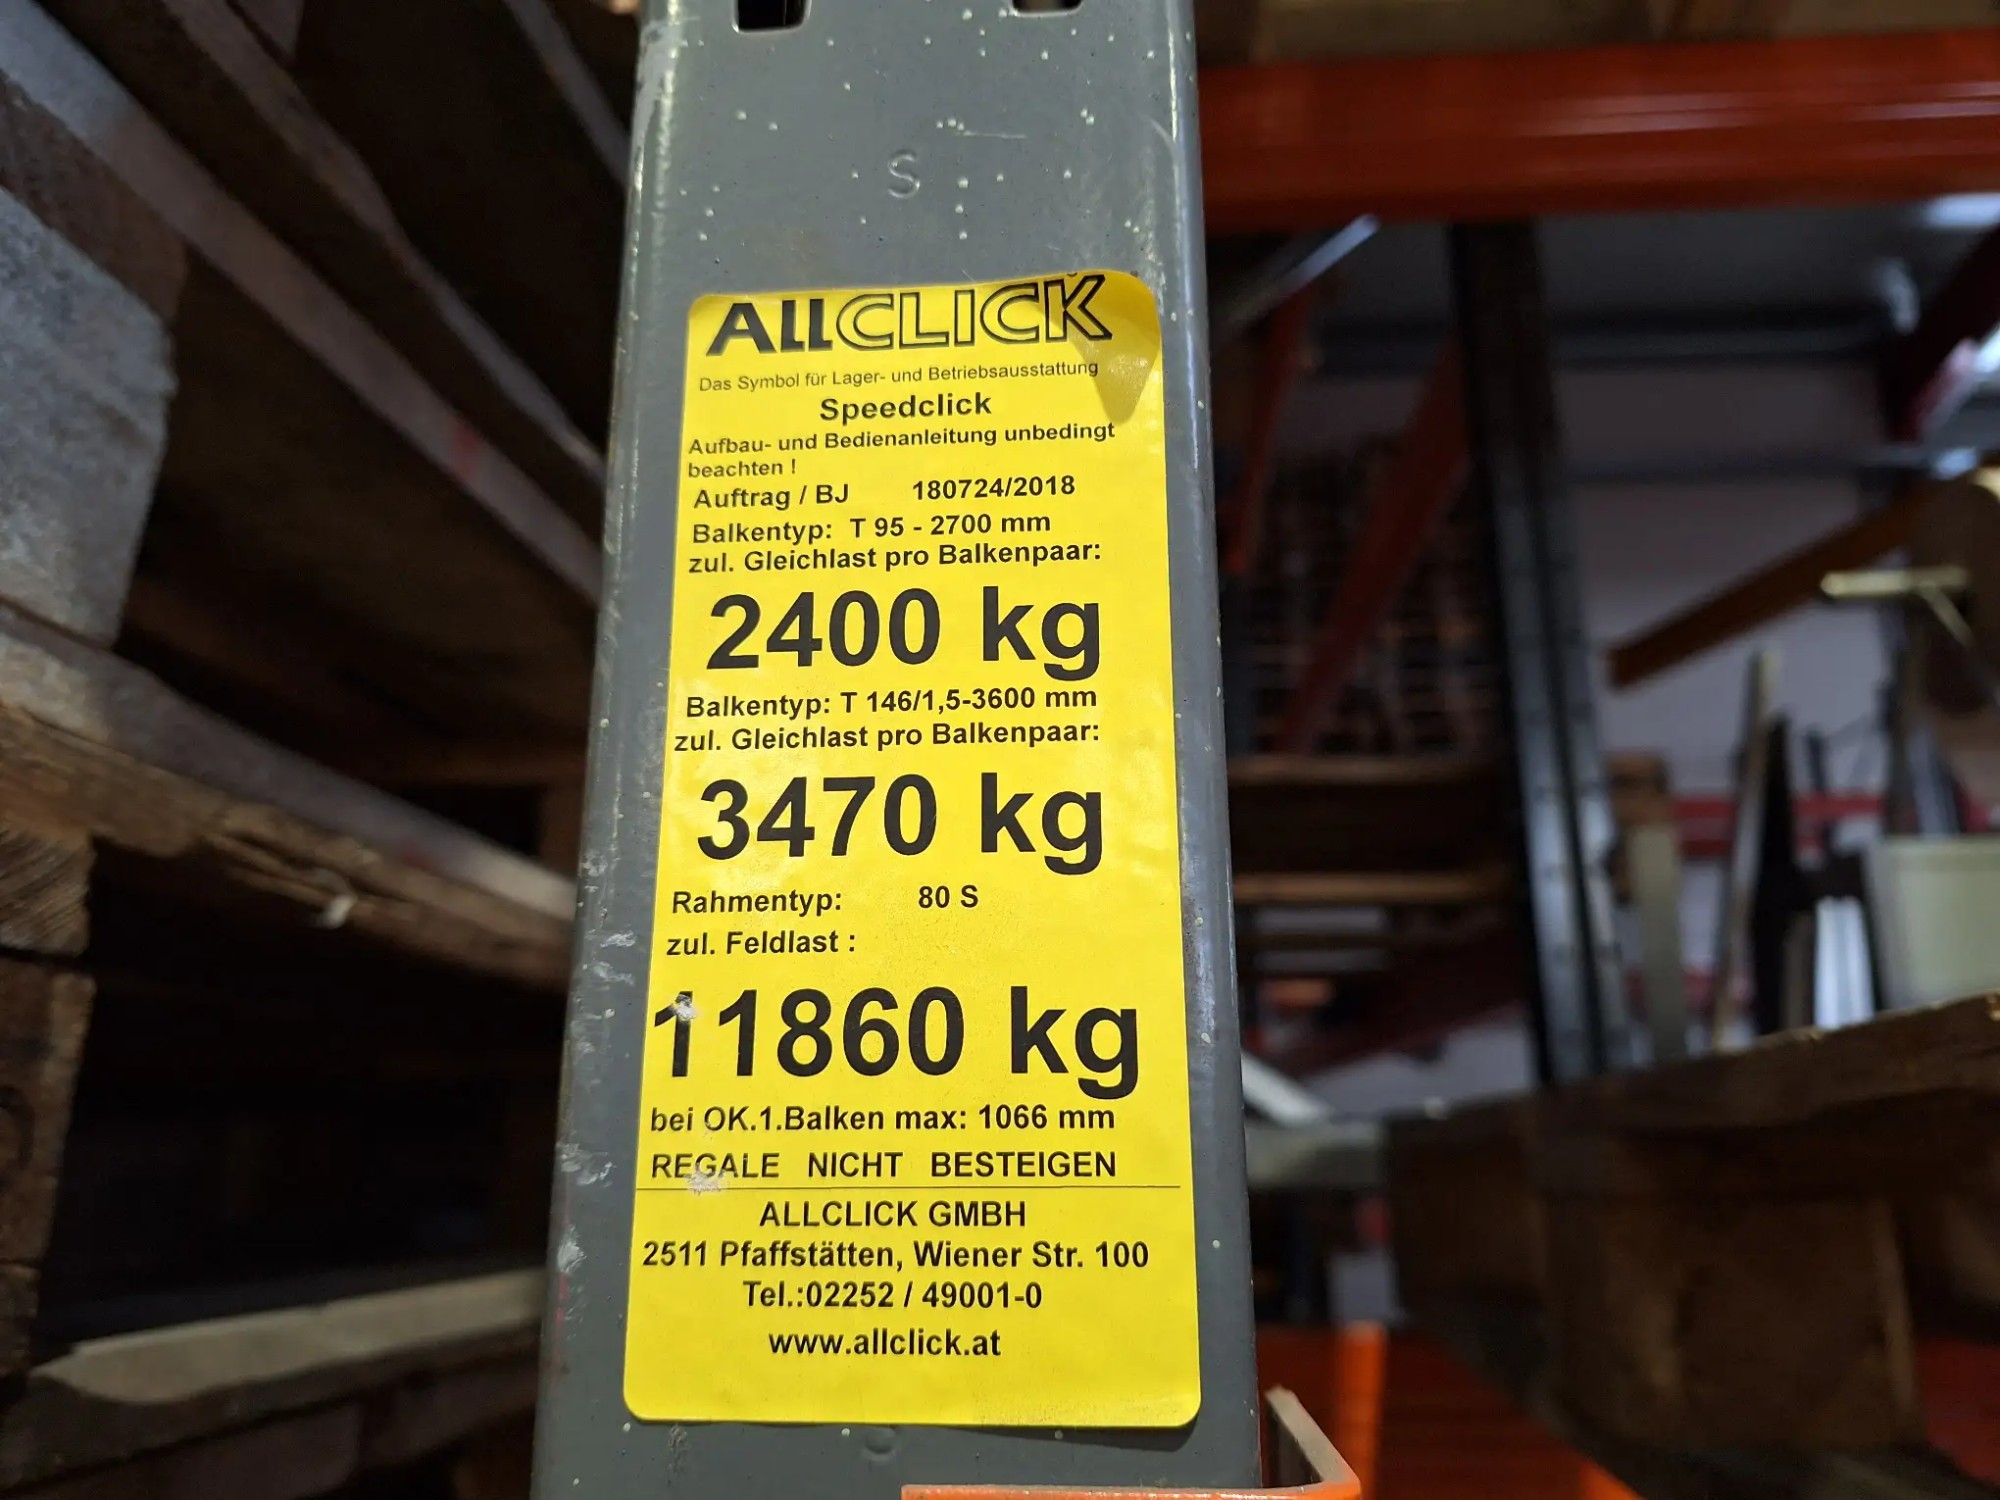 S
ALLCLICK
Das Symbol für Lager- und Betriebsausstattung
Speedclick
Aufbau- und Bedienanleitung unbedingt
beachten !
Auftrag / BJ 180724/2018
Balkentyp: T 95 - 2700 mm
zul. Gleichlast pro Balkenpaar:
2400 kg
Balkentyp: T 146/1,5-3600 mm
zul. Gleichlast pro Balkenpaar:
3470 kg
Rahmentyp: 80 S
zul. Feldlast :
11860 kg
bei OK.1.Balken max: 1066 mm
REGALE NICHT BESTEIGEN
ALLCLICK GMBH
2511 Pfaffstätten, Wiener Str. 100
Tel.:02252 / 49001-0
www.allclick.at